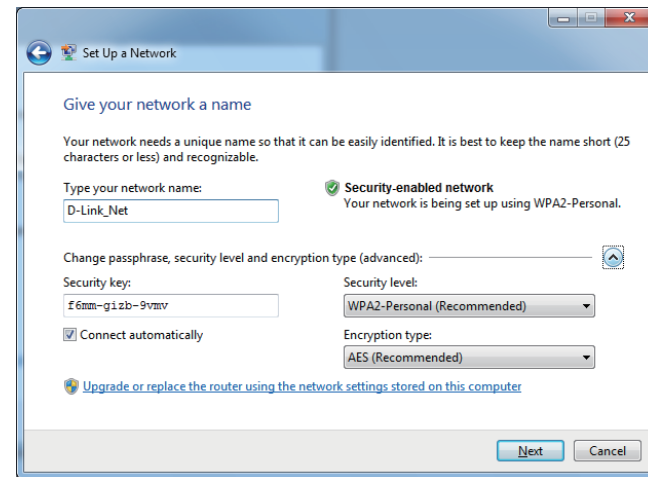 Set Up a Network
Give your network a name
Your network needs a unique name so that it can be easily identified. It is best to keep the name short (25
characters or less) and recognizable.
Type your network name:
Security-enabled network
D-Link_Net
Your network is being set up using WPA2-Personal.
Change passphrase, security level and encryption type (advanced):
Security key:
Security level:
f6mm-gizb-9vmv
WPA2-Personal (Recommended)
Connect automatically
Encryption type:
AES (Recommended)
Upgrade or replace the router using the network settings stored on this computer
Next
Cancel